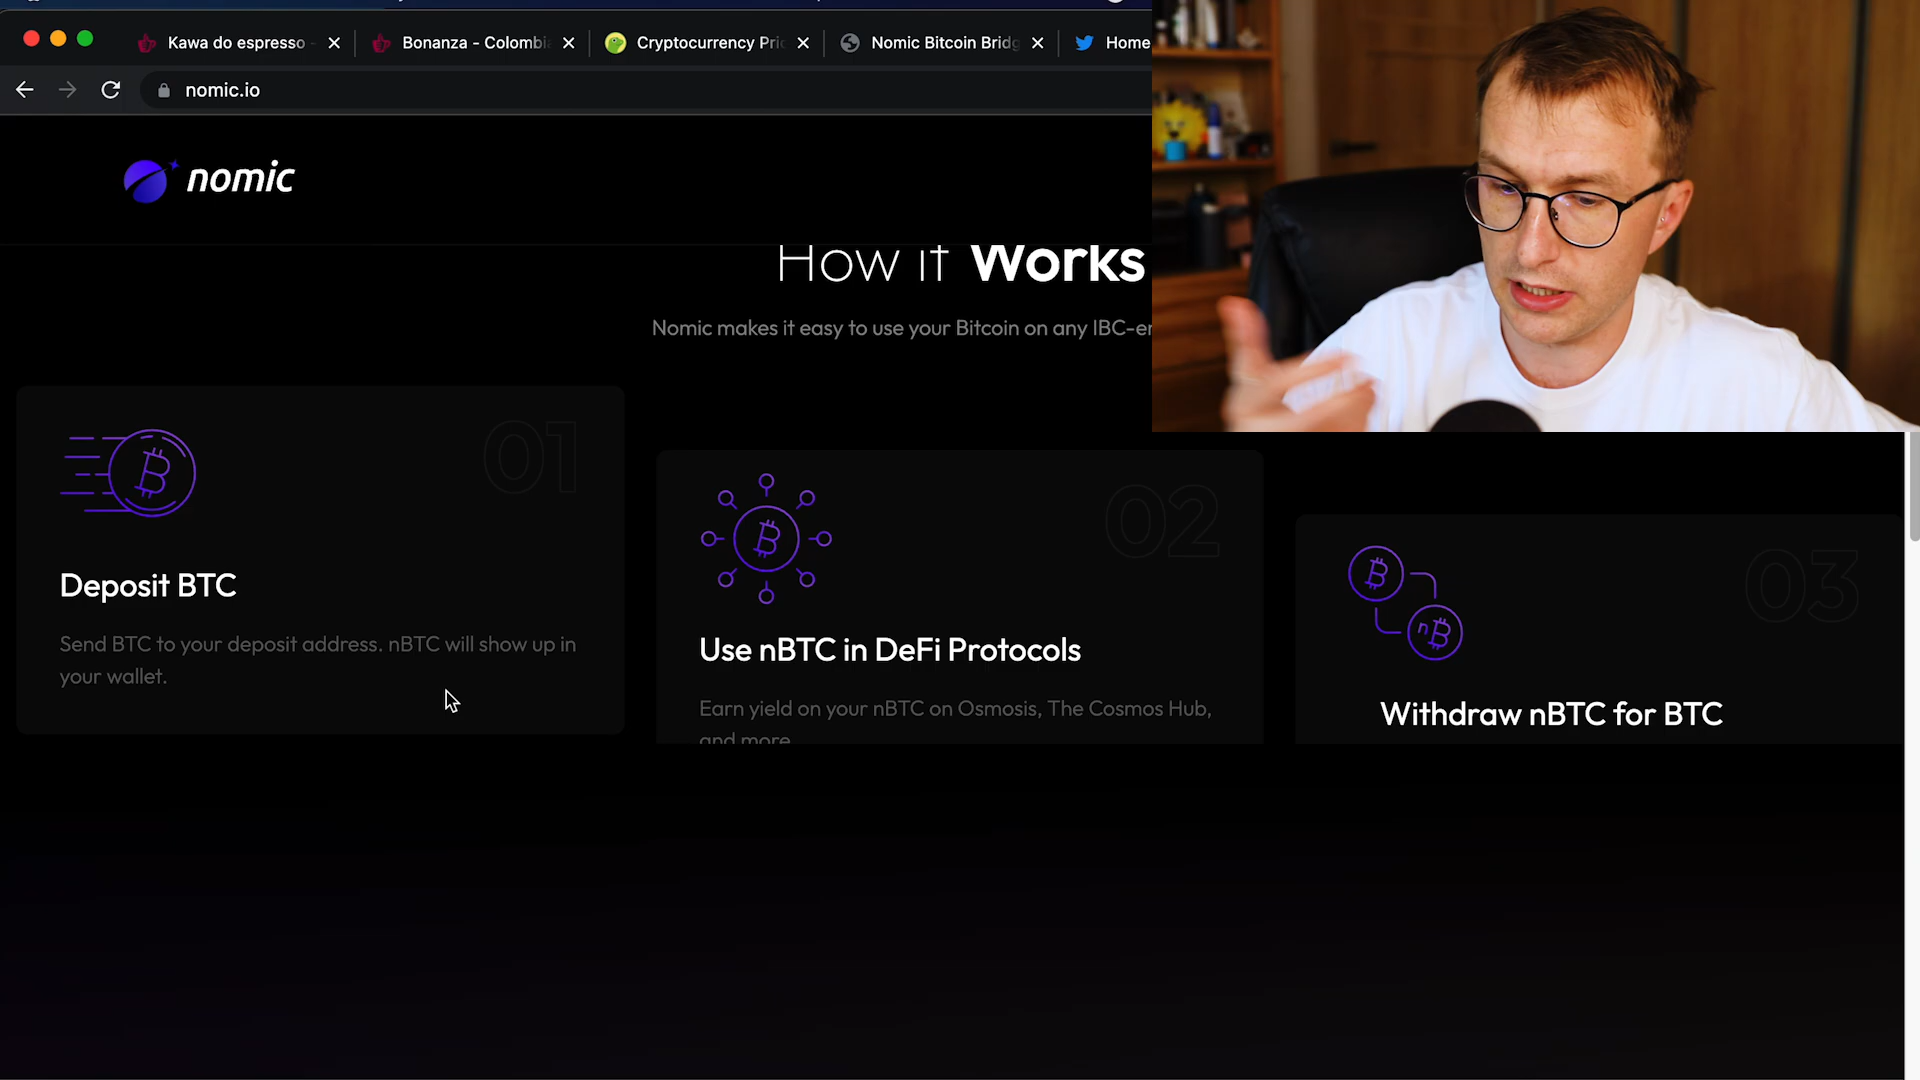 Kawa do espresso
Bonanza - Colombi
Cryptocurrency Pri
Nomic Bitcoin Bridg
Home
nomic.io
nomic
How it Works
Nomic makes it easy to use your Bitcoin on any IBC-e
01
Deposit BTC
Send BTC to your deposit address. nBTC will show up in
your wallet.
02
Use nBTC in DeFi Protocols
Earn yield on your nBTC on Osmosis, The Cosmos Hub,
and more
03
Withdraw nBTC for BTC